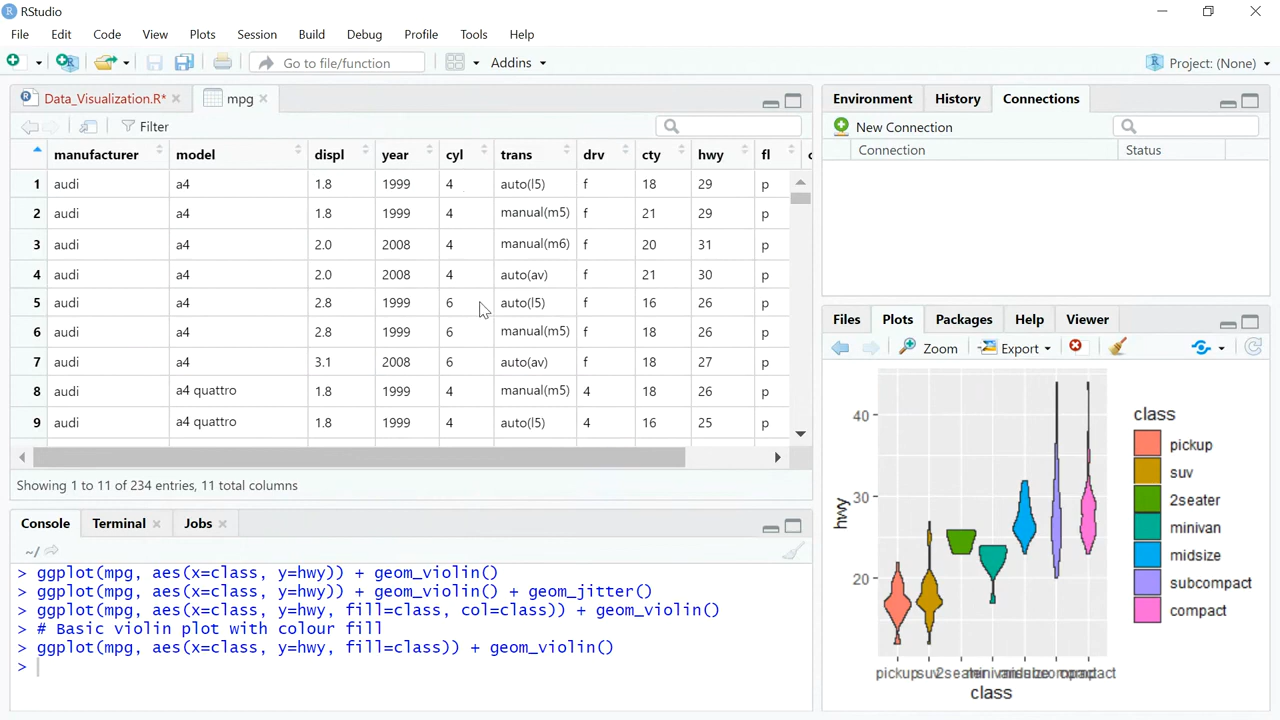 RStudio
File Edit Code View Plots Session Build Debug Profile Tools Help
Go to file/function Addins Project: (None)
Data_Visualization.R* mpg
Filter
manufacturer model displ year cyl trans drv cty hwy fl c
1 audi a4 1.8 1999 4 auto(l5) f 18 29 p
2 audi a4 1.8 1999 4 manual(m5) f 21 29 p
3 audi a4 2.0 2008 4 manual(m6) f 20 31 p
4 audi a4 2.0 2008 4 auto(av) f 21 30 p
5 audi a4 2.8 1999 6 auto(l5) f 16 26 p
6 audi a4 2.8 1999 6 manual(m5) f 18 26 p
7 audi a4 3.1 2008 6 auto(av) f 18 27 p
8 audi a4 quattro 1.8 1999 4 manual(m5) 4 18 26 p
9 audi a4 quattro 1.8 1999 4 auto(l5) 4 16 25 p
Showing 1 to 11 of 234 entries, 11 total columns
Console Terminal Jobs
~/
> ggplot(mpg, aes(x=class, y=hwy)) + geom_violin()
> ggplot(mpg, aes(x=class, y=hwy)) + geom_violin() + geom_jitter()
> ggplot(mpg, aes(x=class, y=hwy, fill=class, col=class)) + geom_violin()
> # Basic violin plot with colour fill
> ggplot(mpg, aes(x=class, y=hwy, fill=class)) + geom_violin()
>
Environment History Connections
New Connection
Connection Status
Files Plots Packages Help Viewer
Zoom Export
40
30
20
hwy
pickup suv 2seater minivan midsize subcompact compact
class
class
pickup
suv
2seater
minivan
midsize
subcompact
compact